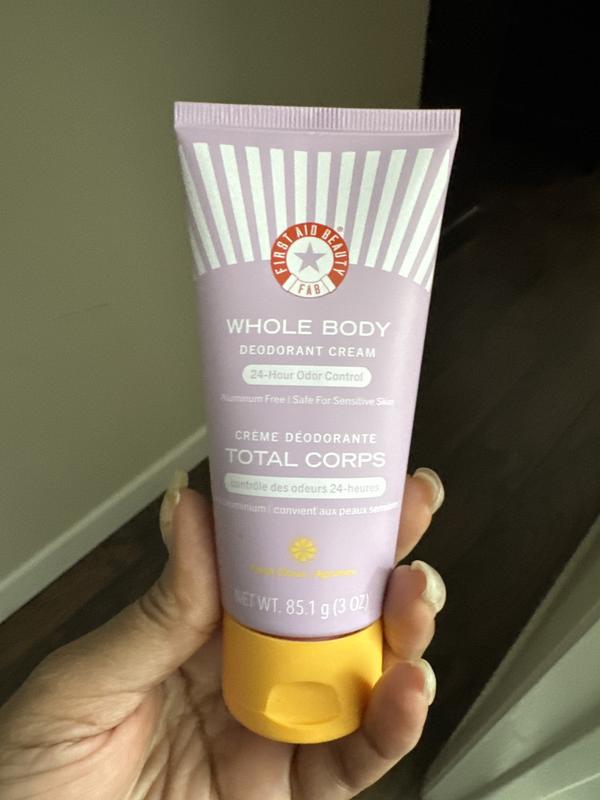 FIRST AID BEAUTY
®
FAB
WHOLE BODY
DEODORANT CREAM
24-Hour Odor Control
Aluminum Free | Safe For Sensitive Skin
CRÈME DÉODORANTE
TOTAL CORPS
contrôle des odeurs 24-heures
aluminium | convient aux peaux
NET WT. 85.1 g (3 OZ)